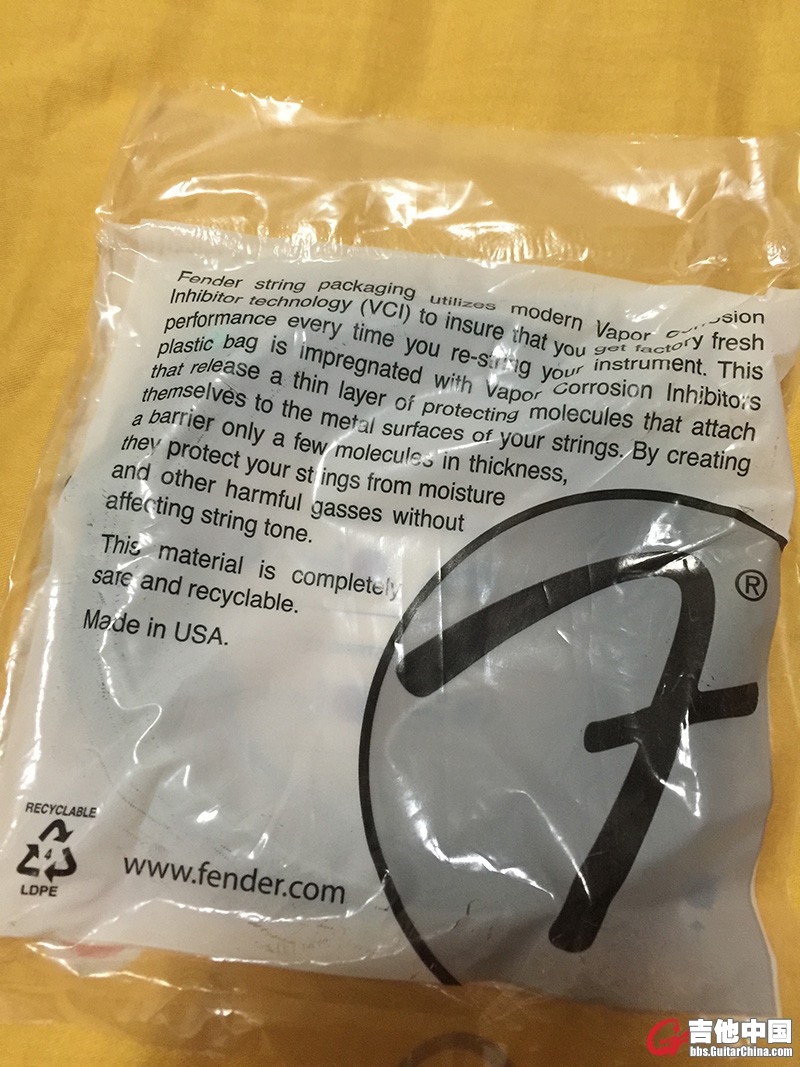 Fender string packaging utilizes modern Vapor Corrosion
Inhibitor technology (VCI) to insure that you get factory fresh
performance every time you re-string your instrument. This
plastic bag is impregnated with Vapor Corrosion Inhibitors
that release a thin layer of protecting molecules that attach
themselves to the metal surfaces of your strings. By creating
a barrier only a few molecules in thickness,
they protect your strings from moisture
and other harmful gasses without
affecting string tone.
This material is completely
safe and recyclable.
Made in USA.
F
®
RECYCLABLE
4
LDPE
www.fender.com
吉他中国
bbs.GuitarChina.com